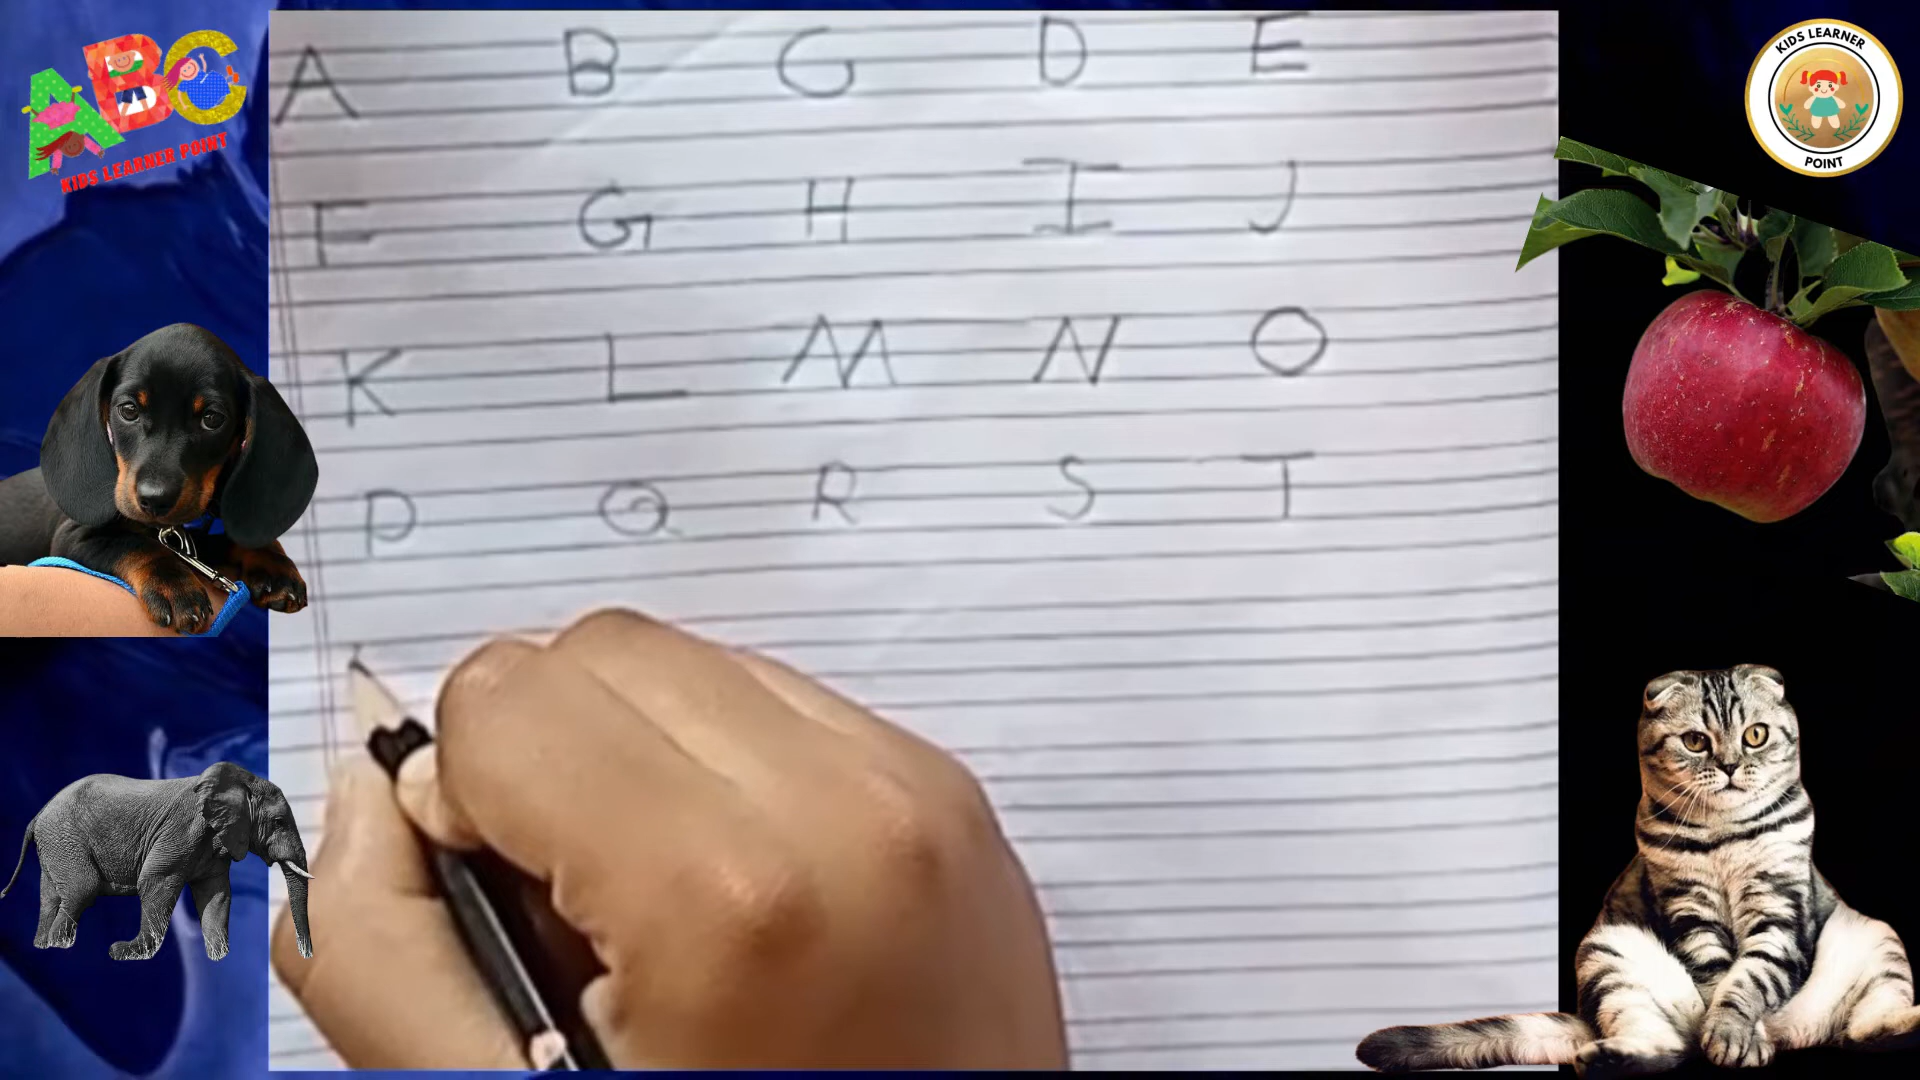 ABC
KIDS LEARNER POINT
KIDS LEARNER
POINT
A B C D E
F G H I J
K L M N O
P Q R S T